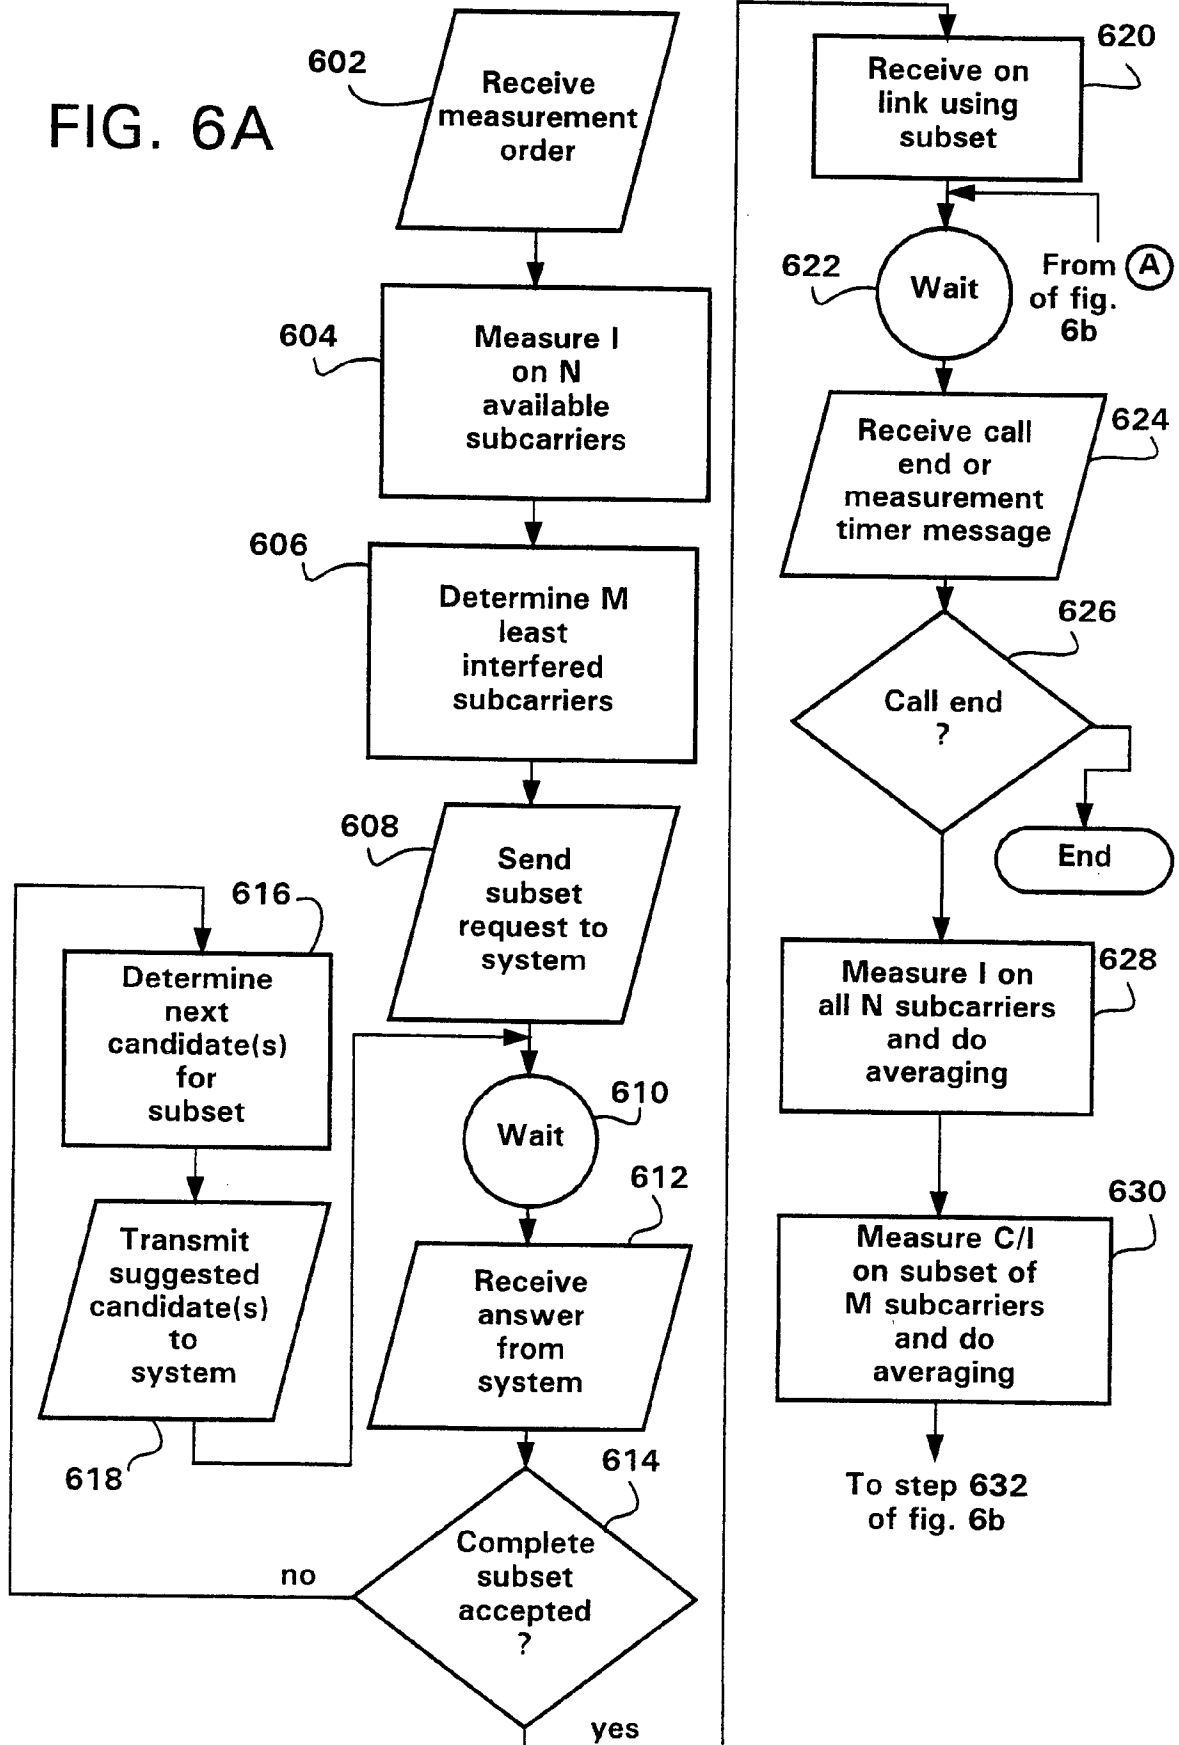 FIG. 6A
602
Receive
measurement
order
604
Measure I
on N
available
subcarriers
606
Determine M
least
interfered
subcarriers
608
Send
subset
request to
system
616
Determine
next
candidate(s)
for
subset
610
Wait
618
Transmit
suggested
candidate(s)
to
system
612
Receive
answer
from
system
614
Complete
subset
accepted
?
no
yes
620
Receive on
link using
subset
622
Wait
From A
of fig.
6b
624
Receive call
end or
measurement
timer message
626
Call end
?
End
628
Measure I on
all N subcarriers
and do
averaging
630
Measure C/I
on subset of
M subcarriers
and do
averaging
To step 632
of fig. 6b